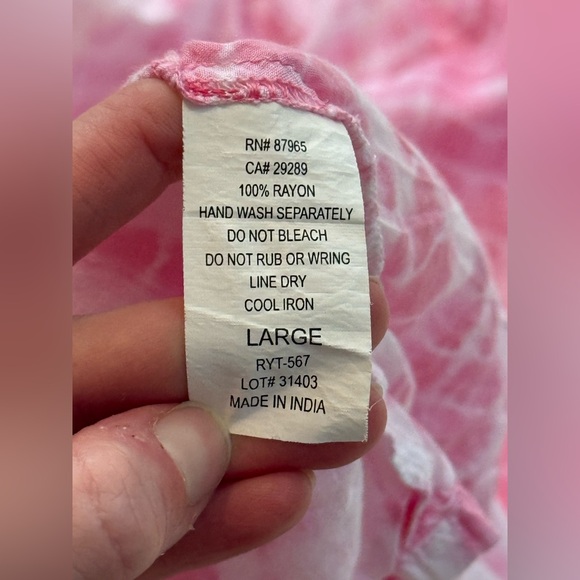 RN# 87965
CA# 29289
100% RAYON
HAND WASH SEPARATELY
DO NOT BLEACH
DO NOT RUB OR WRING
LINE DRY
COOL IRON
LARGE
RYT-567
LOT# 31403
MADE IN INDIA